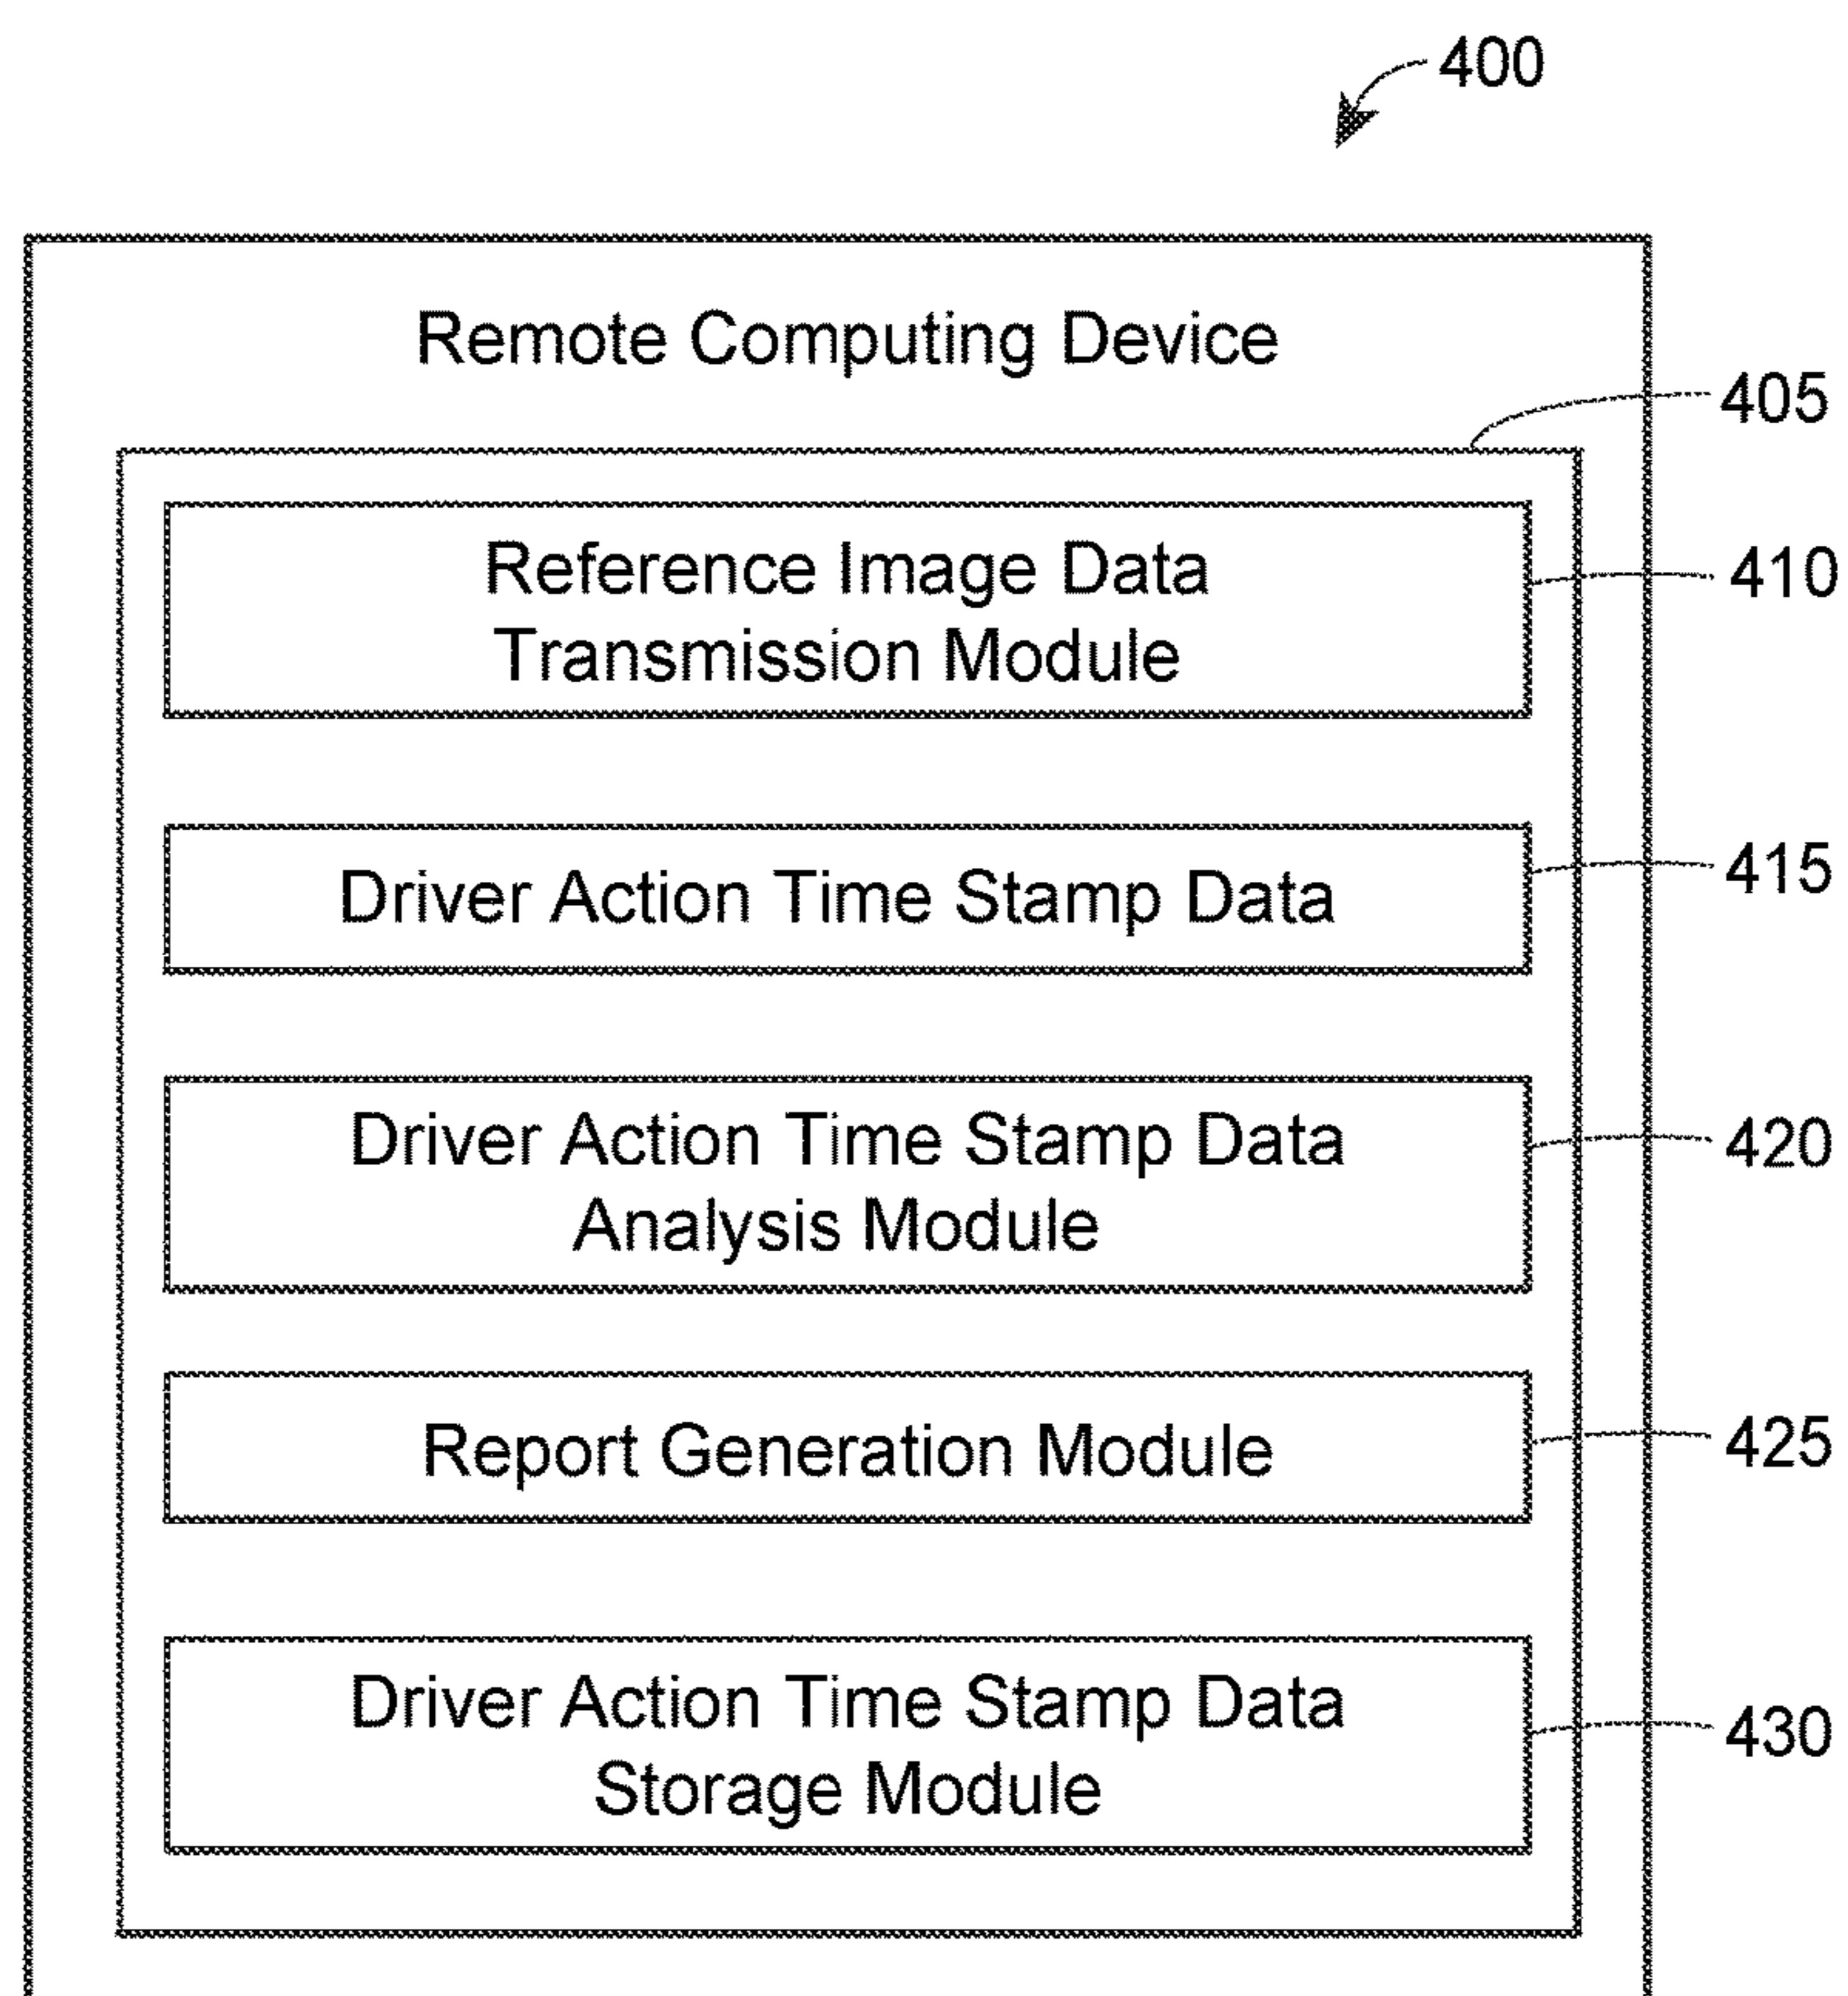 400
Remote Computing Device
405
Reference Image Data
Transmission Module
410
Driver Action Time Stamp Data
415
Driver Action Time Stamp Data
Analysis Module
420
Report Generation Module
425
Driver Action Time Stamp Data
Storage Module
430